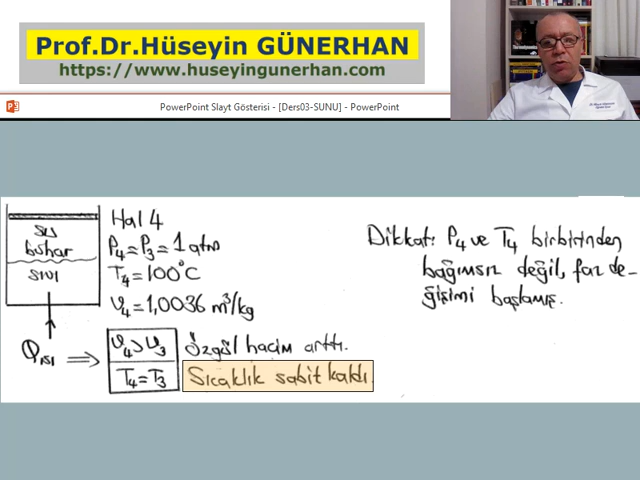 Prof.Dr.Hüseyin GÜNERHAN
https://www.huseyingunerhan.com
PowerPoint Slayt Gösterisi - [Ders03-SUNU] - PowerPoint
Hal 4
P₄=P₃=1 atm
T₄=100°C
v₄=1,0036 m³/kg
su
buhar
sıvı
Qısı ⇒ v₄>v₃ Özgül hacim arttı.
T₄=T₃ Sıcaklık sabit kaldı.
Dikkat: P₄ ve T₄ birbirinden
bağımsız değil, faz de-
ğişimi başlamış.